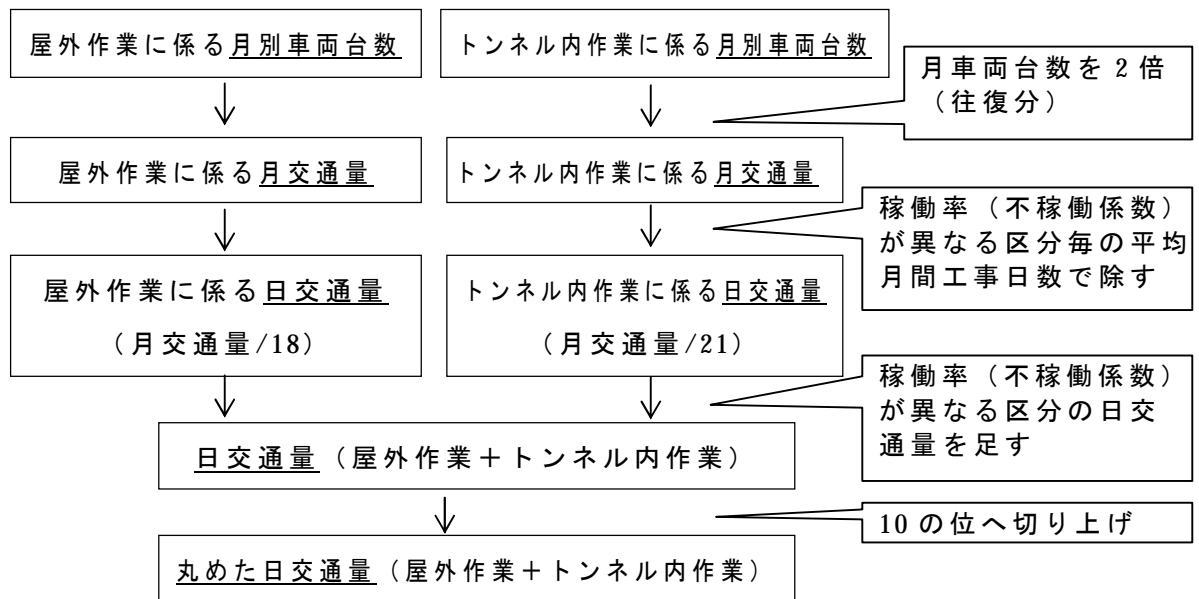 屋外作業に係る月別車両台数
トンネル内作業に係る月別車両台数
月車両台数を2倍
（往復分）
屋外作業に係る月交通量
トンネル内作業に係る月交通量
稼働率（不稼働係数）
が異なる区分毎の平均
月間工事日数で除す
屋外作業に係る日交通量
（月交通量/18）
トンネル内作業に係る日交通量
（月交通量/21）
稼働率（不稼働係数）
が異なる区分の日交
通量を足す
日交通量（屋外作業＋トンネル内作業）
10の位へ切り上げ
丸めた日交通量（屋外作業＋トンネル内作業）